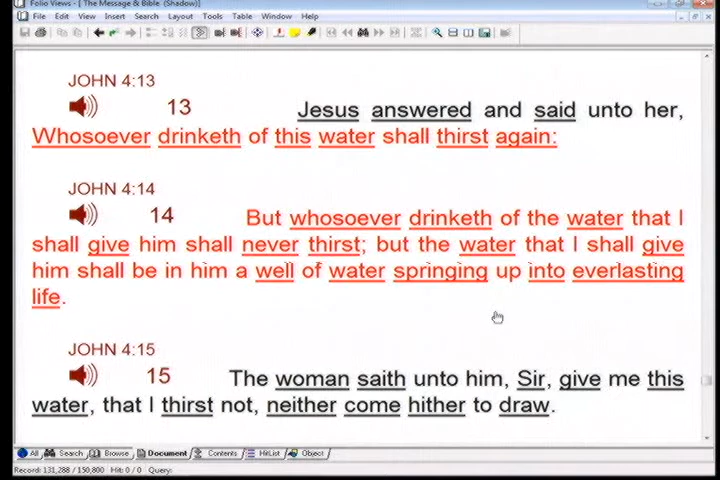 Folio Views - [ The Message & Bible (Shadow)]
File Edit View Insert Search Layout Tools Table Window Help
JOHN 4:13
13 Jesus answered and said unto her,
Whosoever drinketh of this water shall thirst again:
JOHN 4:14
14 But whosoever drinketh of the water that I
shall give him shall never thirst; but the water that I shall give
him shall be in him a well of water springing up into everlasting
life.
JOHN 4:15
15 The woman saith unto him, Sir, give me this
water, that I thirst not, neither come hither to draw.
All Search Browse Document Contents HitList Object
Record: 131,288 / 150,800 Hit: 0 / 0 Query: